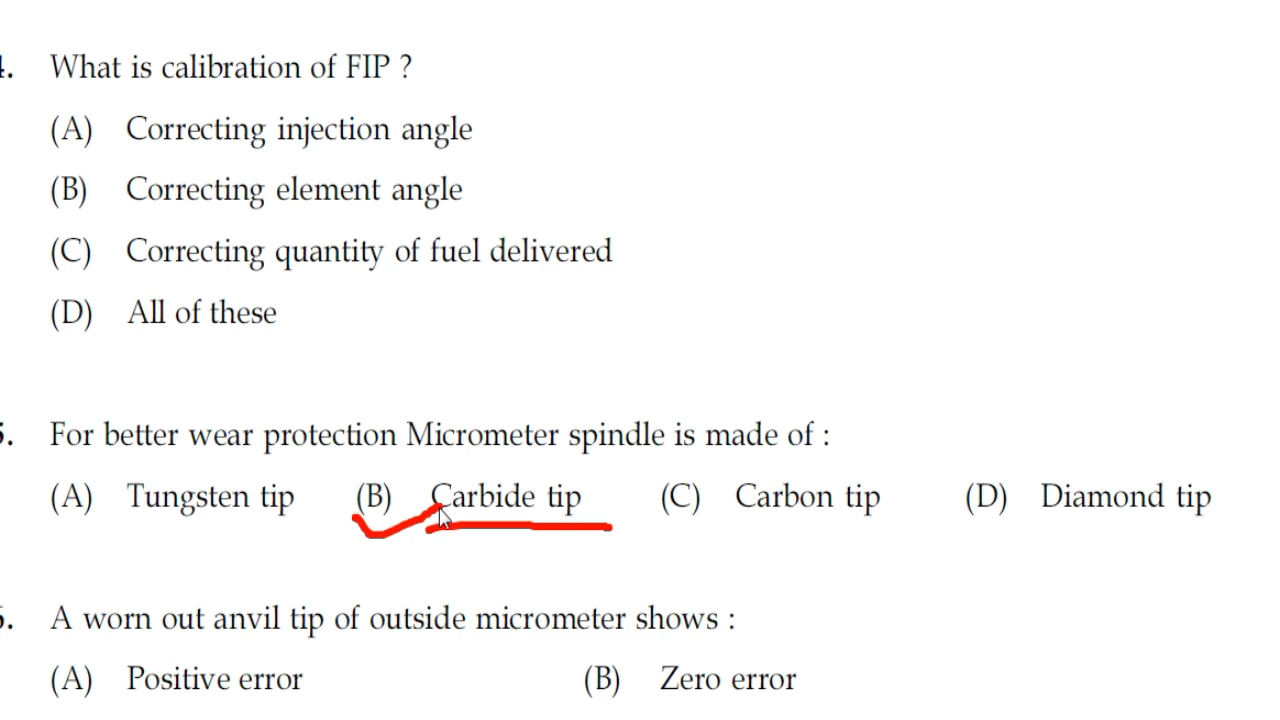 . What is calibration of FIP ?
(A) Correcting injection angle
(B) Correcting element angle
(C) Correcting quantity of fuel delivered
(D) All of these
. For better wear protection Micrometer spindle is made of :
(A) Tungsten tip (B) Carbide tip (C) Carbon tip (D) Diamond tip
. A worn out anvil tip of outside micrometer shows :
(A) Positive error (B) Zero error